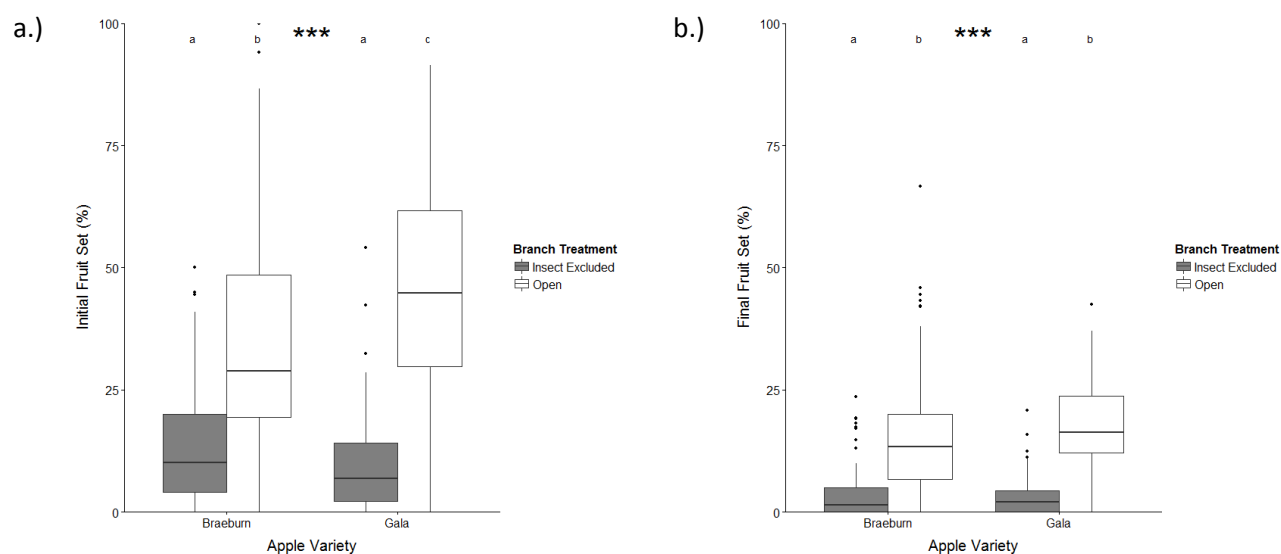 a.)
100
75
50
25
0
Initial Fruit Set (%)
a
b
***
a
c
Braeburn
Gala
Apple Variety
Branch Treatment
Insect Excluded
Open
b.)
100
75
50
25
0
Final Fruit Set (%)
a
b
***
a
b
Braeburn
Gala
Apple Variety
Branch Treatment
Insect Excluded
Open